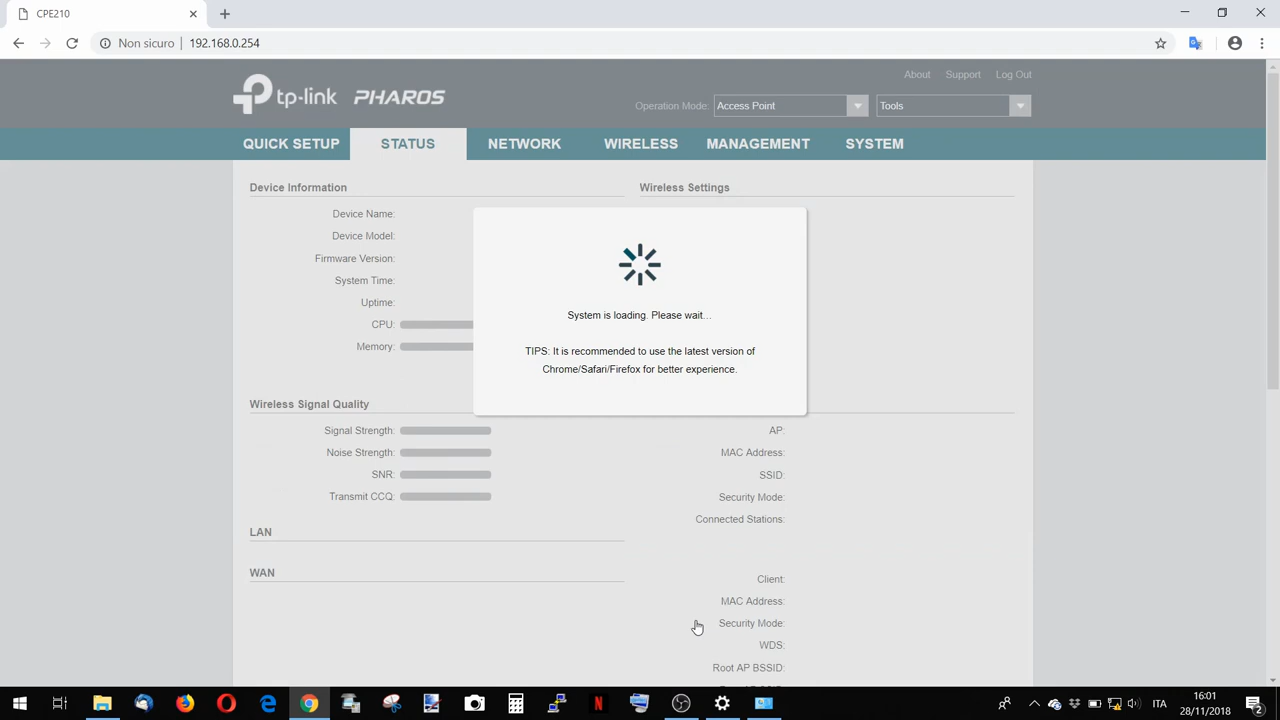 CPE210
Non sicuro
192.168.0.254
About
Support
Log Out
tp-link PHAROS
Operation Mode:
Access Point
Tools
QUICK SETUP
STATUS
NETWORK
WIRELESS
MANAGEMENT
SYSTEM
Device Information
Device Name:
Device Model:
Firmware Version:
System Time:
Uptime:
CPU:
Memory:
Wireless Settings
System is loading. Please wait...
TIPS: It is recommended to use the latest version of
Chrome/Safari/Firefox for better experience.
Wireless Signal Quality
Signal Strength:
Noise Strength:
SNR:
Transmit CCQ:
AP:
MAC Address:
SSID:
Security Mode:
Connected Stations:
LAN
WAN
Client:
MAC Address:
Security Mode:
WDS:
Root AP BSSID:
ITA
16:01
28/11/2018
2